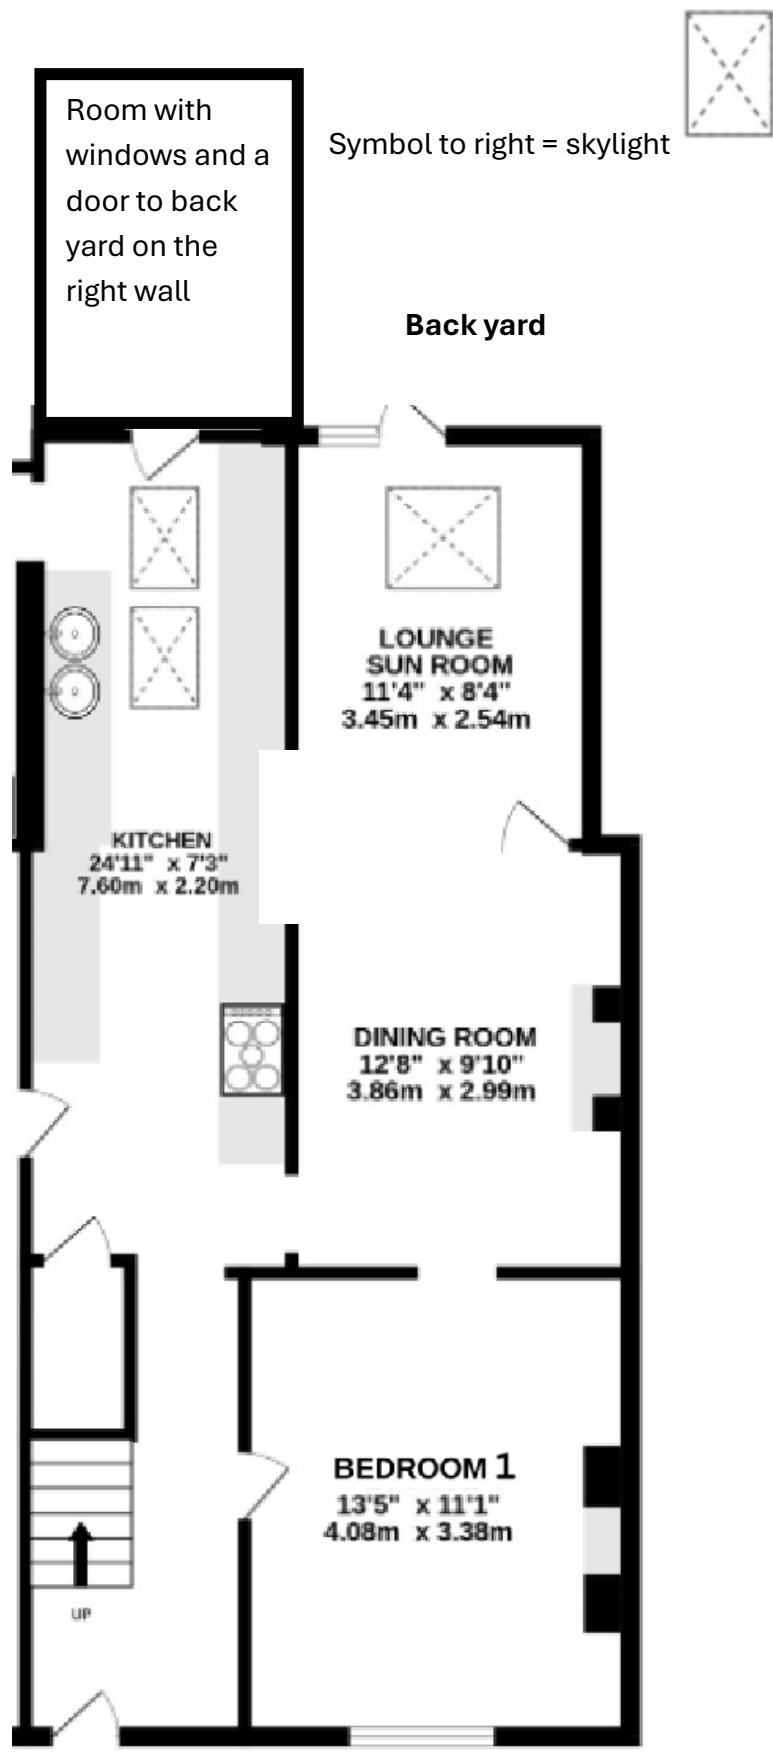 Room with
windows and a
door to back
yard on the
right wall
Symbol to right = skylight
Back yard
LOUNGE
SUN ROOM
11'4" x 8'4"
3.45m x 2.54m
KITCHEN
24'11" x 7'3"
7.60m x 2.20m
DINING ROOM
12'8" x 9'10"
3.86m x 2.99m
BEDROOM 1
13'5" x 11'1"
4.08m x 3.38m
UP